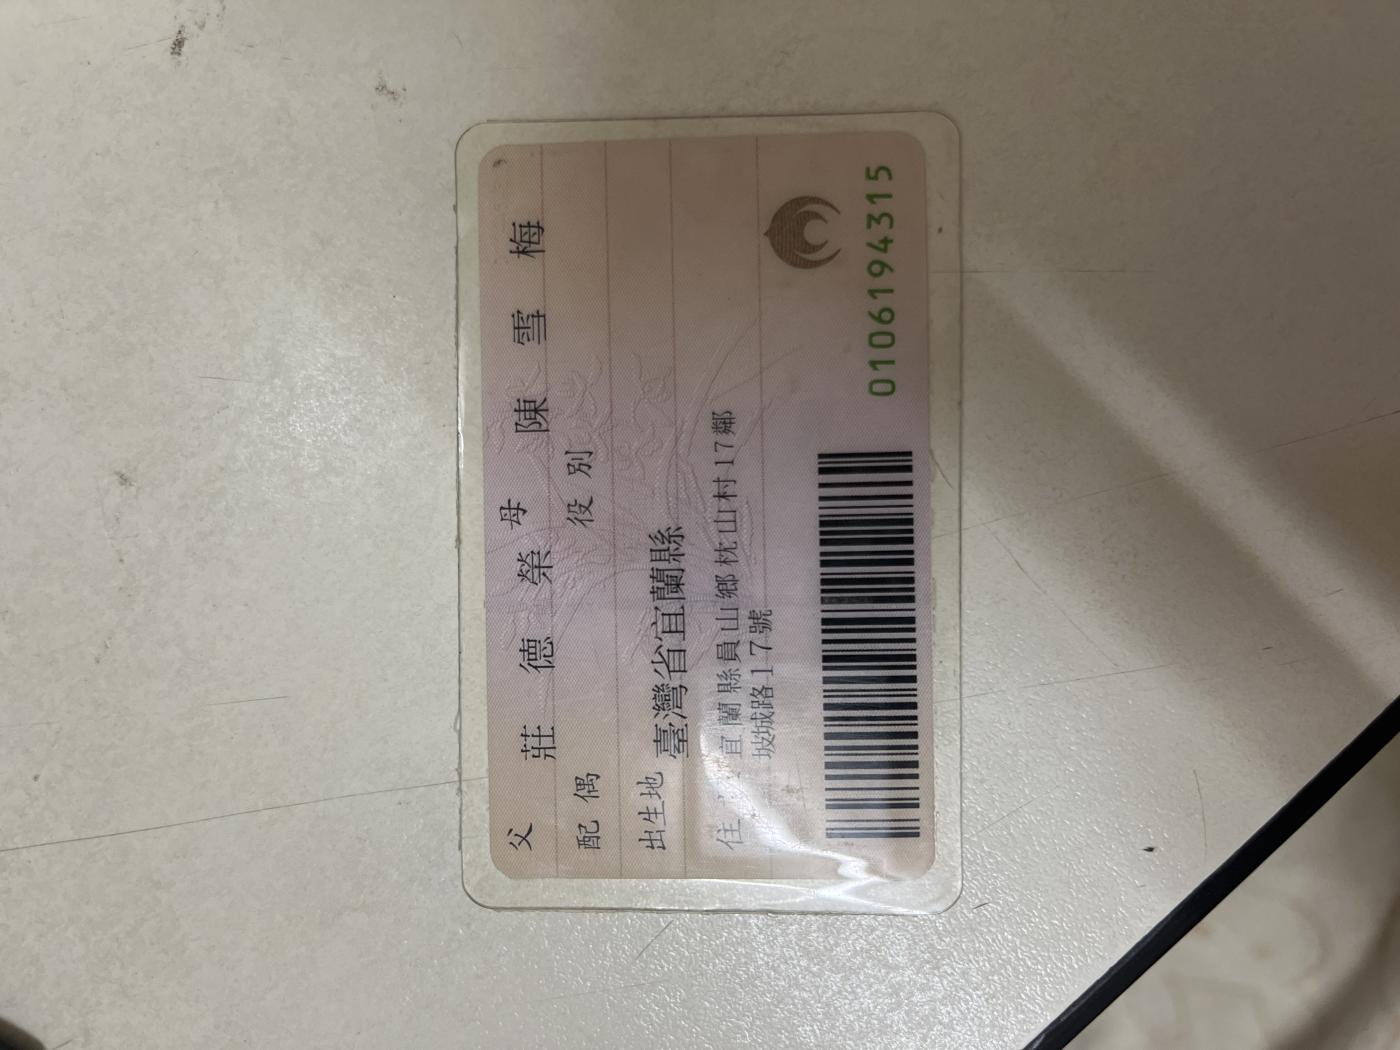 父 莊德榮 母 陳雪梅
配偶 役別
出生地 臺灣省宜蘭縣
住 宜蘭縣員山鄉枕山村17鄰
坡城路17號
0106194315